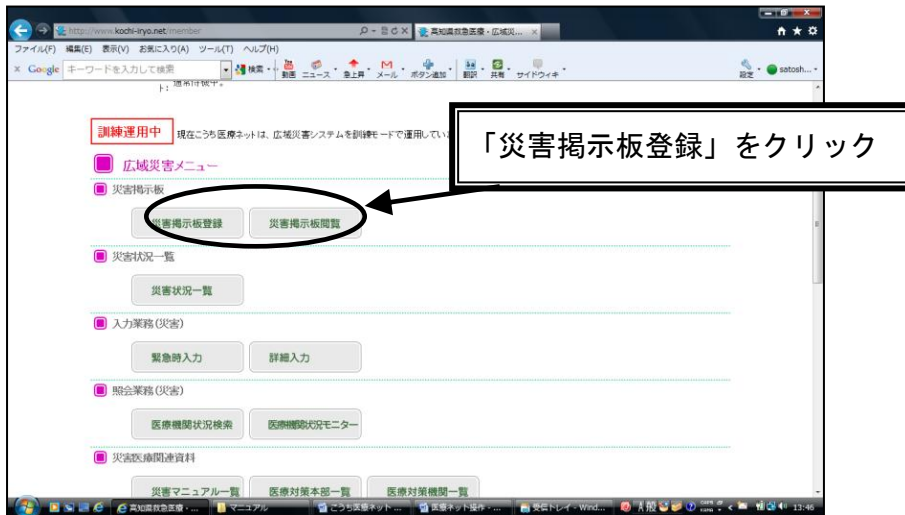 http://www.kochi-iryo.net/member
高知県救急医療・広域災...
ファイル(F) 編集(E) 表示(V) お気に入り(A) ツール(T) ヘルプ(H)
× Google キーワードを入力して検索 検索 動画 ニュース 急上昇 メール ボタン追加 翻訳 共有 サイドウィキ 設定 satosh...
ト: 通常待機中。
訓練運用中 現在こうち医療ネットは、広域災害システムを訓練モードで運用してい
「災害掲示板登録」をクリック
広域災害メニュー
災害掲示板
災害掲示板登録 災害掲示板閲覧
災害状況一覧
災害状況一覧
入力業務(災害)
緊急時入力 詳細入力
照会業務(災害)
医療機関状況検索 医療機関状況モニター
災害医療関連資料
災害マニュアル一覧 医療対策本部一覧 医療対策機関一覧
高知県救急医療・... マニュアル こうち医療ネット... 医療ネット操作・... 受信トレイ - Wind... A 般 13:46